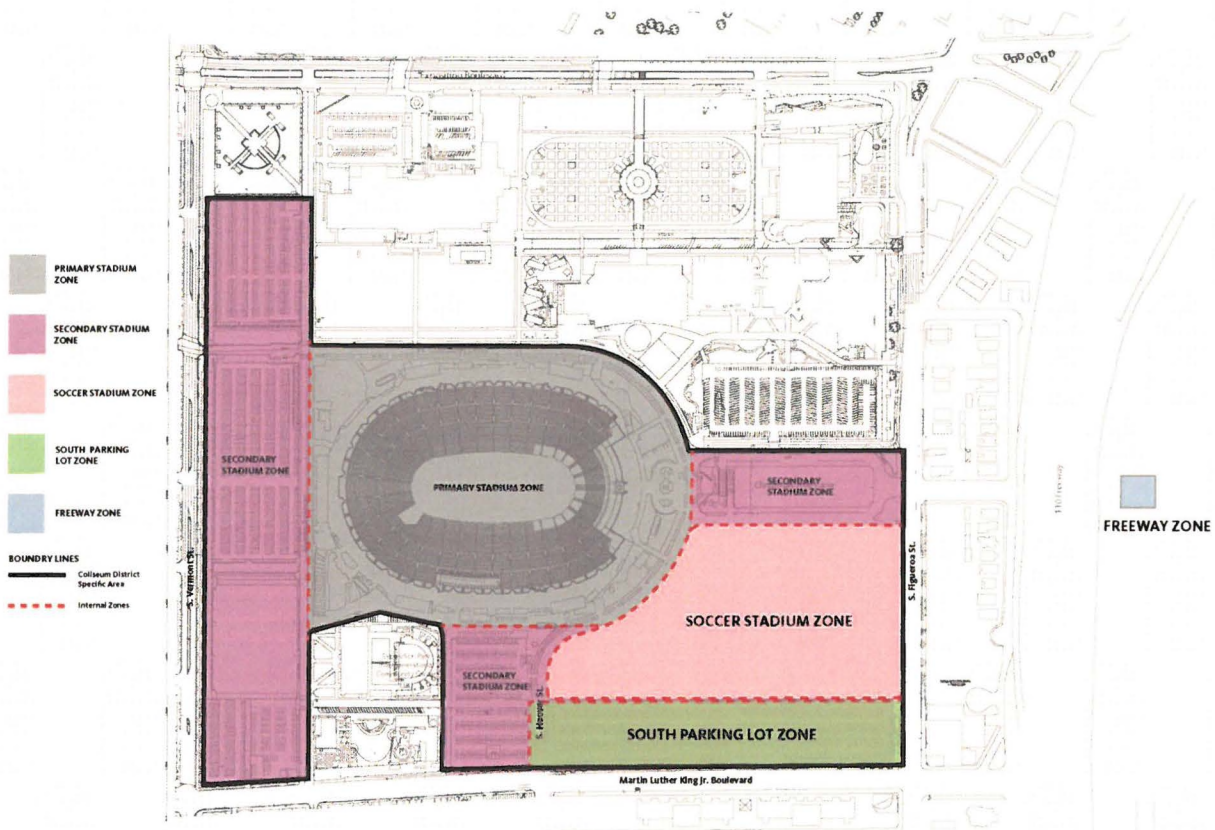 PRIMARY STADIUM
ZONE
SECONDARY STADIUM
ZONE
SOCCER STADIUM ZONE
SOUTH PARKING
LOT ZONE
FREEWAY ZONE
BOUNDRY LINES
Coliseum District
Specific Area
Internal Zones
S. Vermont St.
SECONDARY
STADIUM ZONE
PRIMARY STADIUM ZONE
SECONDARY
STADIUM ZONE
SECONDARY
STADIUM ZONE
SOCCER STADIUM ZONE
SOUTH PARKING LOT ZONE
S. Figueroa St.
Martin Luther King Jr. Boulevard
110 Freeway
FREEWAY ZONE